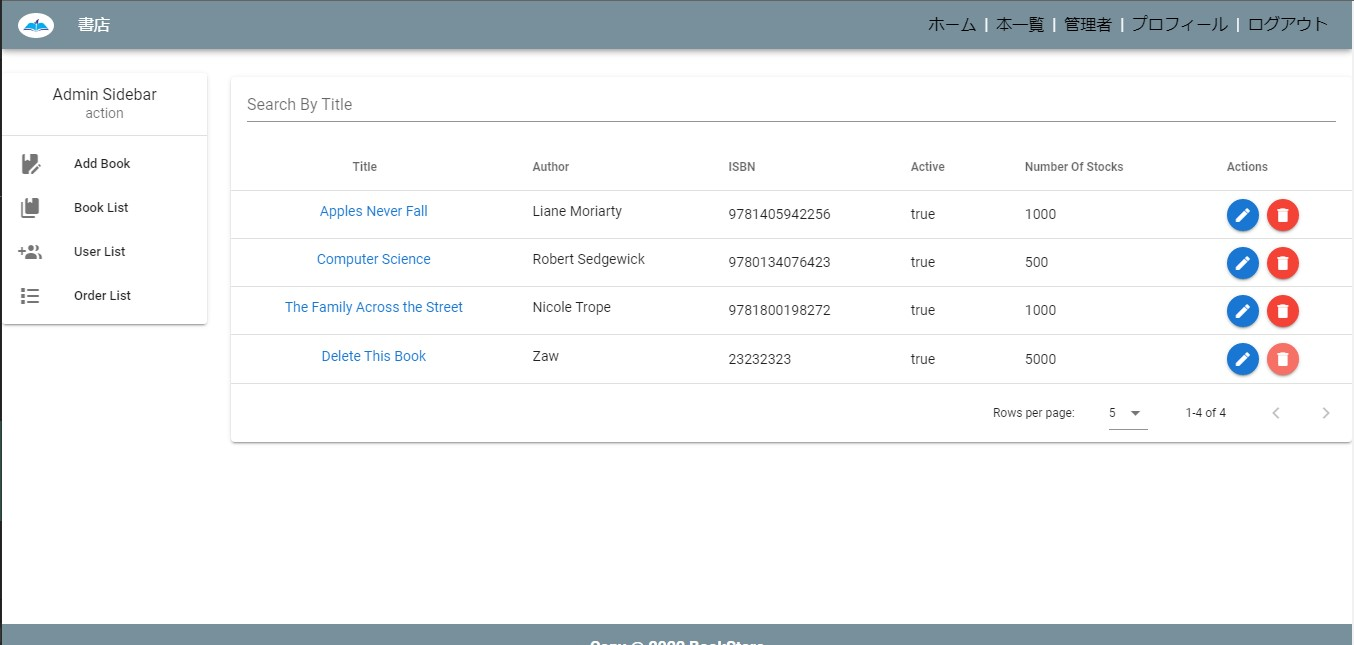 書店 ホーム | 本一覧 | 管理者 | プロフィール | ログアウト
Admin Sidebar
action
Add Book
Book List
User List
Order List
Search By Title
Title Author ISBN Active Number Of Stocks Actions
Apples Never Fall Liane Moriarty 9781405942256 true 1000
Computer Science Robert Sedgewick 9780134076423 true 500
The Family Across the Street Nicole Trope 9781800198272 true 1000
Delete This Book Zaw 23232323 true 5000
Rows per page: 5 1-4 of 4